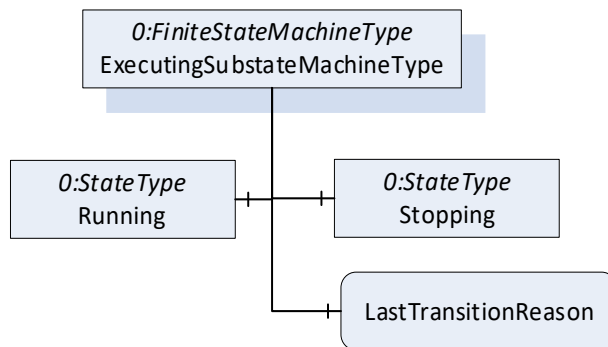 0:FiniteStateMachineType
ExecutingSubstateMachineType
0:StateType
Running
0:StateType
Stopping
LastTransitionReason